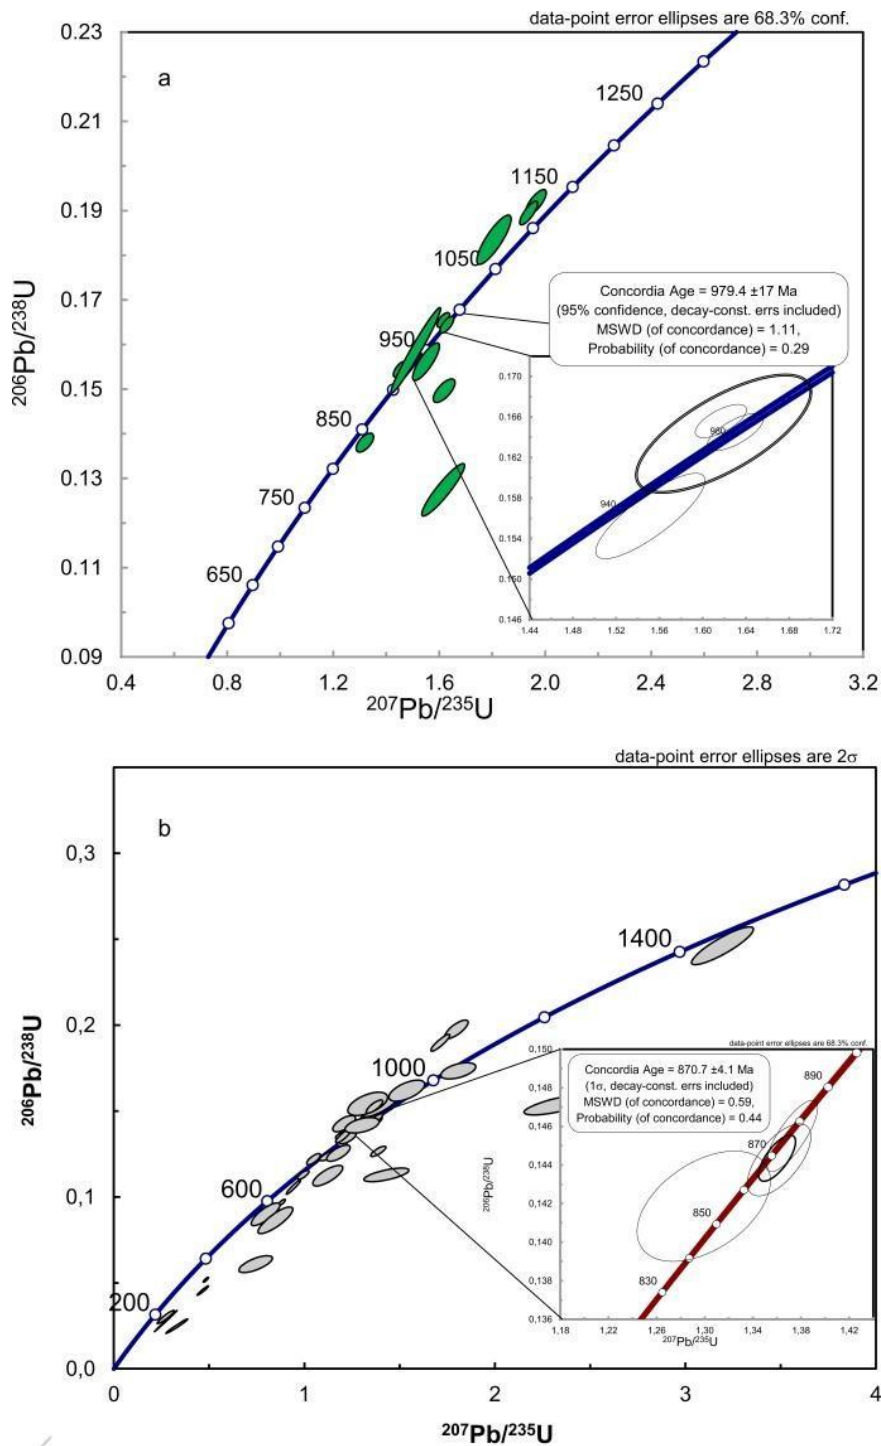 data-point error ellipses are 68.3% conf.
a
0.23
0.21
0.19
0.17
0.15
0.13
0.11
0.09
206Pb/238U
1250
1150
1050
950
850
750
650
Concordia Age = 979.4 ±17 Ma
(95% confidence, decay-const. errs included)
MSWD (of concordance) = 1.11,
Probability (of concordance) = 0.29
0.170
0.166
0.162
0.158
0.154
0.150
0.146
980
940
1.44 1.48 1.52 1.56 1.60 1.64 1.68 1.72
0.4 0.8 1.2 1.6 2.0 2.4 2.8 3.2
207Pb/235U
data-point error ellipses are 2σ
b
0,3
0,2
0,1
0,0
206Pb/238U
1400
1000
600
200
data-point error ellipses are 68.3% conf.
Concordia Age = 870.7 ±4.1 Ma
(1σ, decay-const. errs included)
MSWD (of concordance) = 0.59,
Probability (of concordance) = 0.44
0,150
0,148
0,146
0,144
0,142
0,140
0,138
0,136
206Pb/238U
890
870
850
830
1,18 1,22 1,26 1,30 1,34 1,38 1,42
207Pb/235U
0 1 2 3 4
207Pb/235U